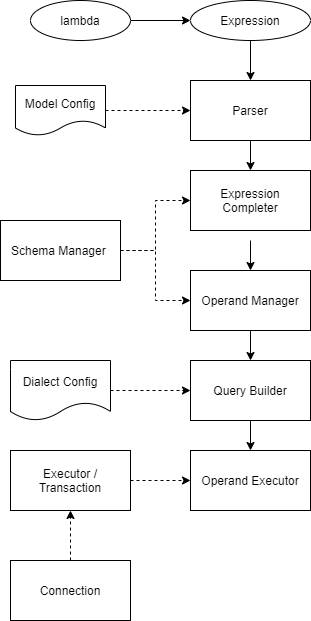 lambda
Expression
Model Config
Parser
Expression
Completer
Schema Manager
Operand Manager
Dialect Config
Query Builder
Executor /
Transaction
Operand Executor
Connection